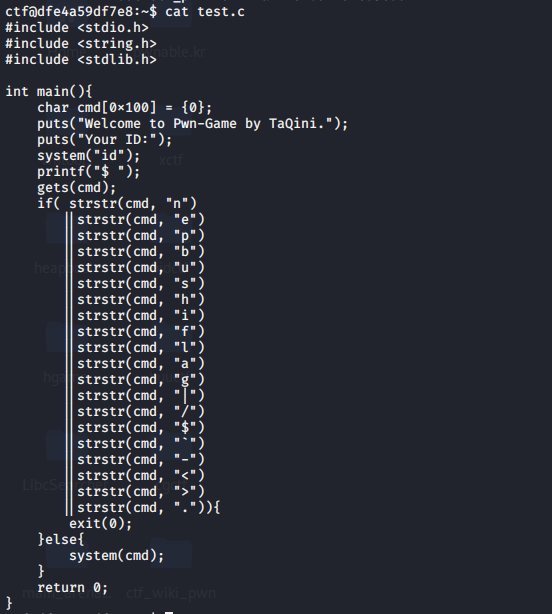 ctf@dfe4a59df7e8:~$ cat test.c
#include <stdio.h>
#include <string.h>
#include <stdlib.h>
int main(){
    char cmd[0×100] = {0};
    puts("Welcome to Pwn-Game by TaQini.");
    puts("Your ID:");
    system("id");
    printf("$ ");
    gets(cmd);
    if( strstr(cmd, "n")
       ||strstr(cmd, "e")
       ||strstr(cmd, "p")
       ||strstr(cmd, "b")
       ||strstr(cmd, "u")
       ||strstr(cmd, "s")
       ||strstr(cmd, "h")
       ||strstr(cmd, "i")
       ||strstr(cmd, "f")
       ||strstr(cmd, "l")
       ||strstr(cmd, "a")
       ||strstr(cmd, "g")
       ||strstr(cmd, "|")
       ||strstr(cmd, "/")
       ||strstr(cmd, "$")
       ||strstr(cmd, "`")
       ||strstr(cmd, "-")
       ||strstr(cmd, "<")
       ||strstr(cmd, ">")
       ||strstr(cmd, ".")){
        exit(0);
    }else{
        system(cmd);
    }
    return 0;
}
xctf
ctf_wiki_pwn